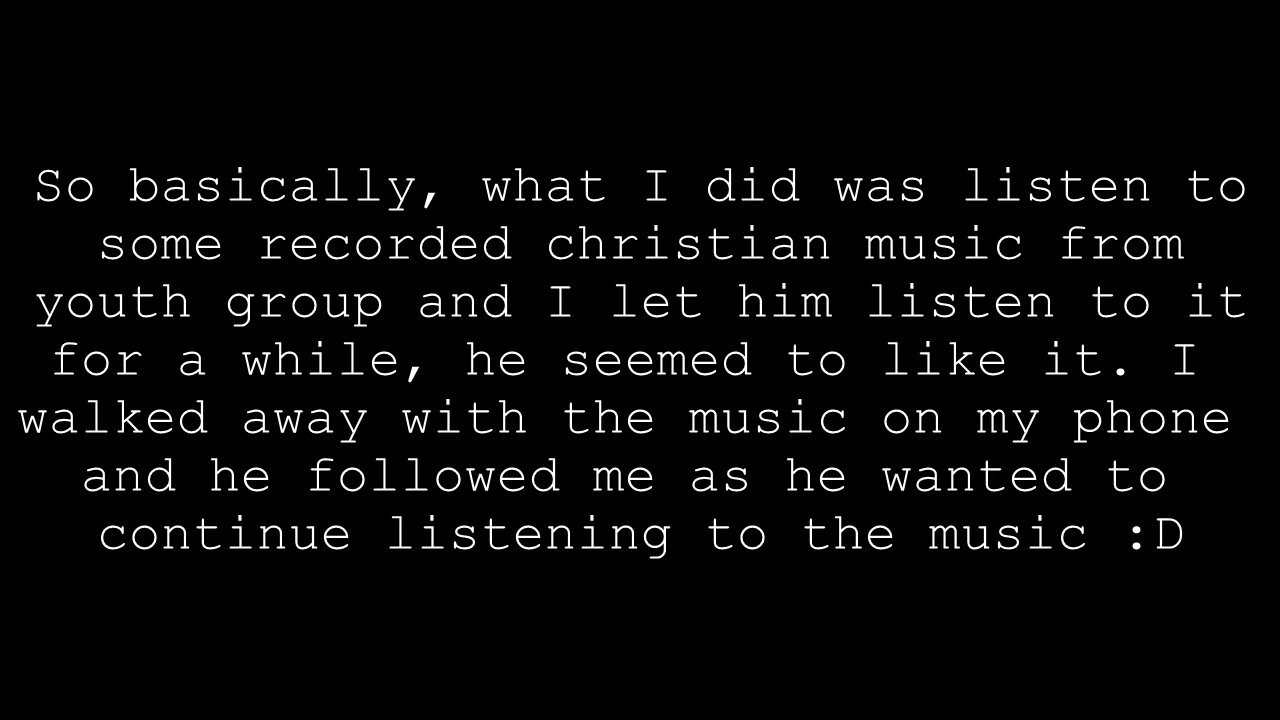 So basically, what I did was listen to
some recorded christian music from
youth group and I let him listen to it
for a while, he seemed to like it. I
walked away with the music on my phone
and he followed me as he wanted to
continue listening to the music :D